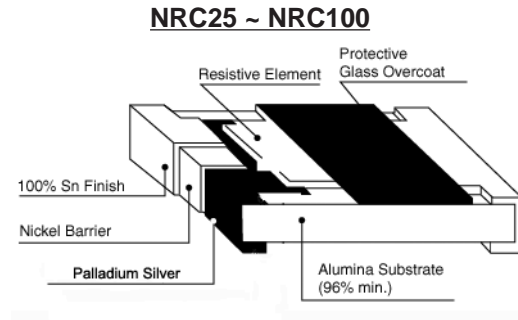 NRC25 ~ NRC100
Protective
Glass Overcoat
Resistive Element
100% Sn Finish
Nickel Barrier
Palladium Silver
Alumina Substrate
(96% min.)